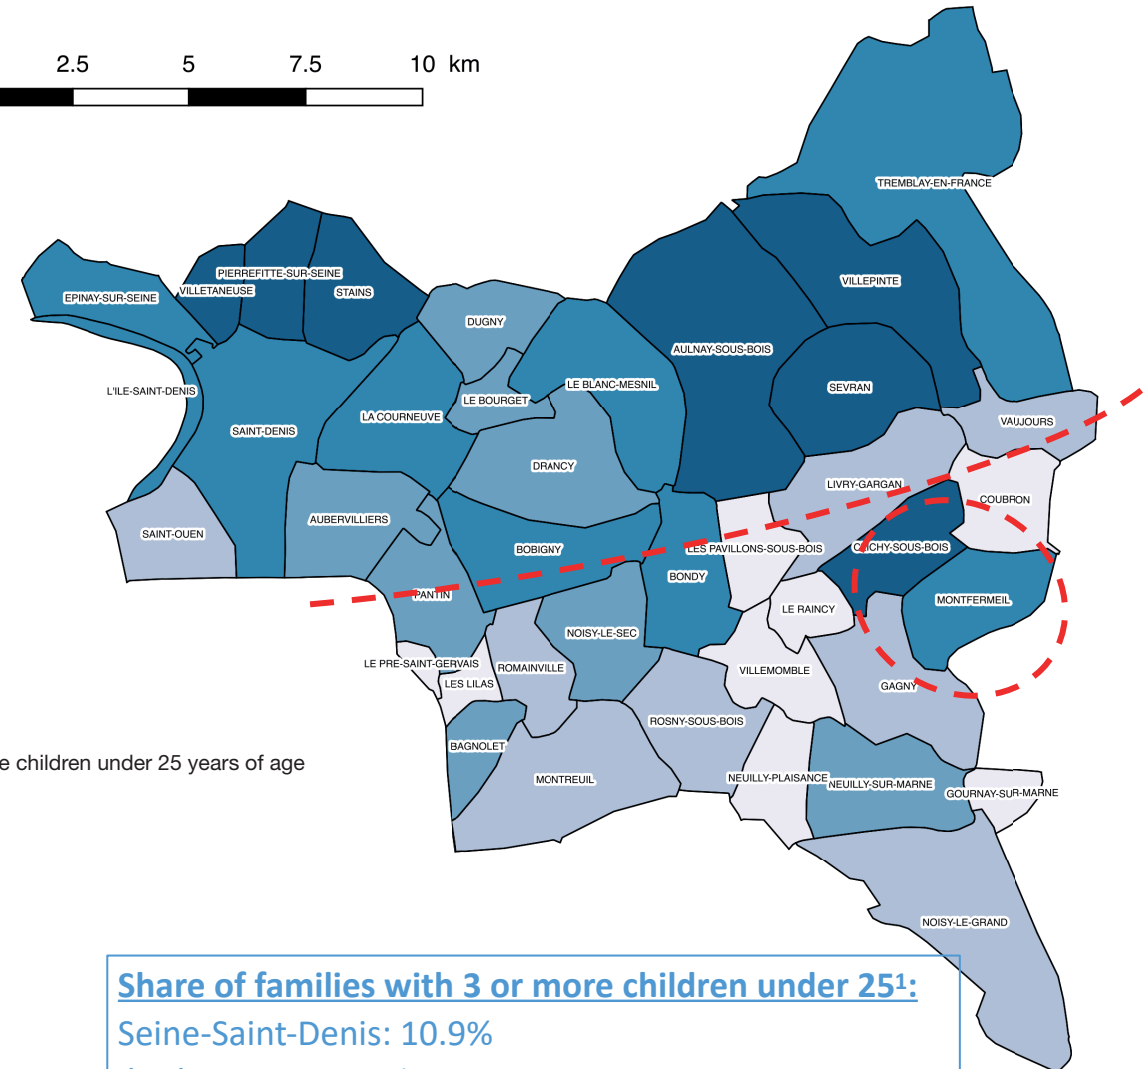 2.5 5 7.5 10 km
TREMBLAY-EN-FRANCE
PIERREFITTE-SUR-SEINE
VILLEPINTE
VILLETANEUSE
STAINS
EPINAY-SUR-SEINE
DUGNY
AULNAY-SOUS-BOIS
LE BLANC-MESNIL
SEVRAN
L'ILE-SAINT-DENIS
LE BOURGET
LA COURNEUVE
VAUJOURS
SAINT-DENIS
DRANCY
LIVRY-GARGAN
COUBRON
AUBERVILLIERS
SAINT-OUEN
BOBIGNY
LES PAVILLONS-SOUS-BOIS
CLICHY-SOUS-BOIS
BONDY
PANTIN
MONTFERMEIL
LE RAINCY
NOISY-LE-SEC
LE PRE-SAINT-GERVAIS
ROMAINVILLE
VILLEMOMBLE
LES LILAS
GAGNY
ROSNY-SOUS-BOIS
BAGNOLET
e children under 25 years of age
MONTREUIL
NEUILLY-PLAISANCE
NEUILLY-SUR-MARNE
GOURNAY-SUR-MARNE
NOISY-LE-GRAND
Share of families with 3 or more children under 25¹:
Seine-Saint-Denis: 10.9%